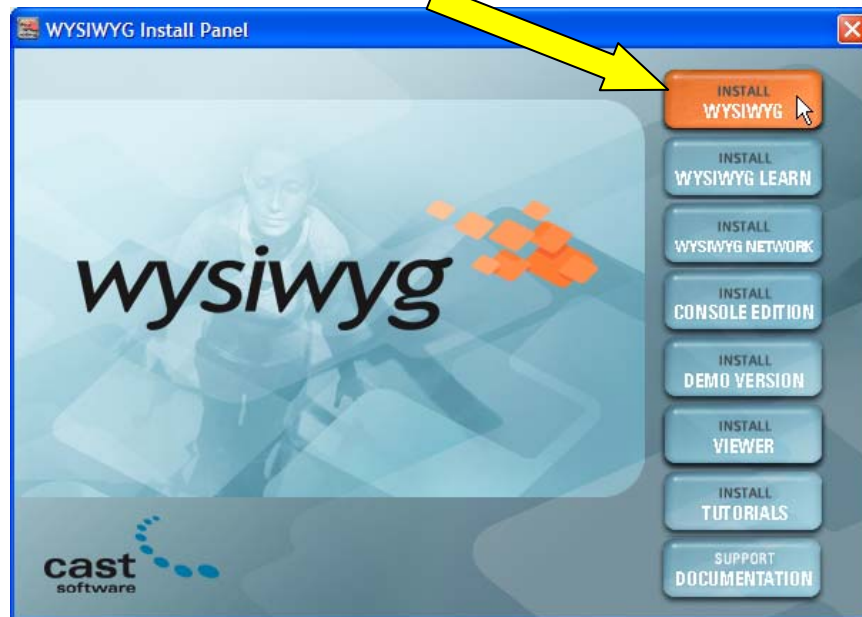 WYSIWYG Install Panel
INSTALL
WYSIWYG
INSTALL
WYSIWYG LEARN
INSTALL
WYSIWYG NETWORK
INSTALL
CONSOLE EDITION
INSTALL
DEMO VERSION
INSTALL
VIEWER
INSTALL
TUTORIALS
SUPPORT
DOCUMENTATION
wysiwyg
cast
software